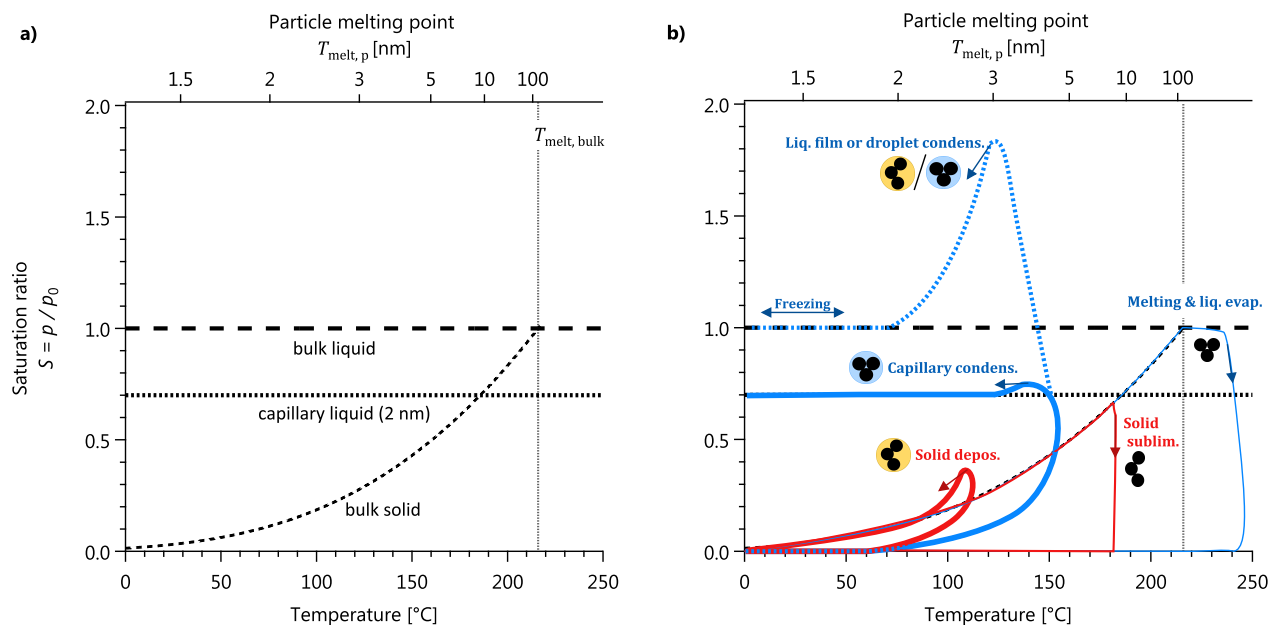 a)
Particle melting point
Tmelt, p [nm]
1.5 2 3 5 10 100
2.0
1.5
1.0
0.5
0.0
Saturation ratio
S = p / p0
Tmelt, bulk
bulk liquid
capillary liquid (2 nm)
bulk solid
0 50 100 150 200 250
Temperature [°C]
b)
Particle melting point
Tmelt, p [nm]
1.5 2 3 5 10 100
2.0
1.5
1.0
0.5
0.0
Liq. film or droplet condens.
Freezing
Melting & liq. evap.
Capillary condens.
Solid depos.
Solid
sublim.
0 50 100 150 200 250
Temperature [°C]